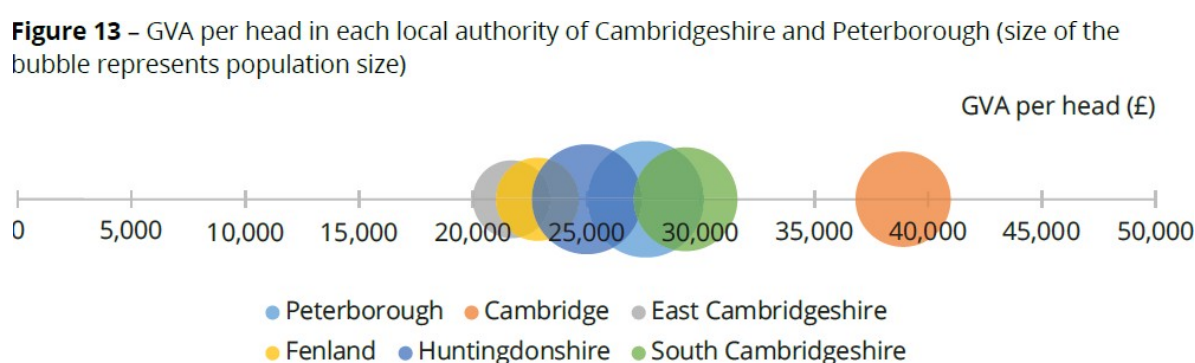 Figure 13 – GVA per head in each local authority of Cambridgeshire and Peterborough (size of the
bubble represents population size)
GVA per head (£)
0 5,000 10,000 15,000 20,000 25,000 30,000 35,000 40,000 45,000 50,000
Peterborough Cambridge East Cambridgeshire
Fenland Huntingdonshire South Cambridgeshire